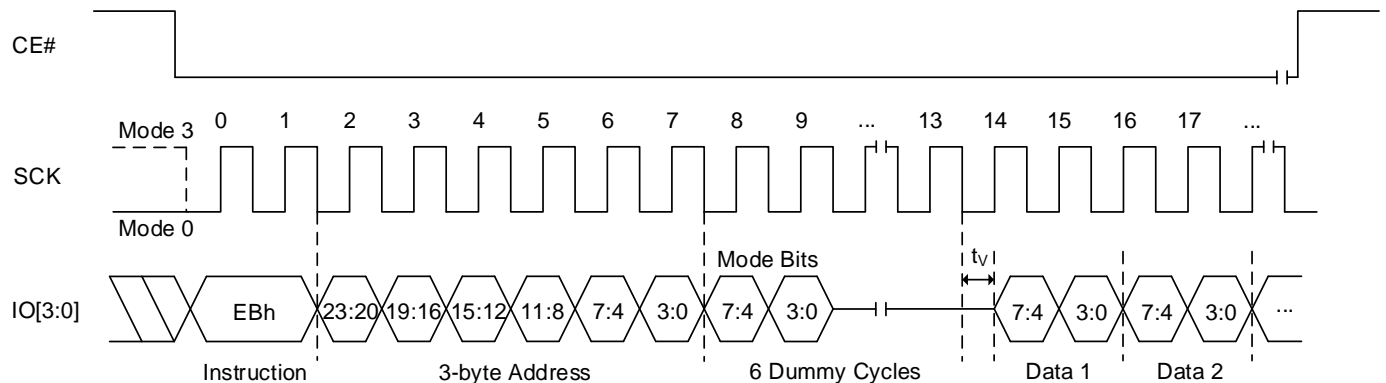 CE#
0 1 2 3 4 5 6 7 8 9 ... 13 14 15 16 17 ...
Mode 3
SCK
Mode 0
Mode Bits tV
IO[3:0] EBh 23:20 19:16 15:12 11:8 7:4 3:0 7:4 3:0 7:4 3:0 7:4 3:0 ...
Instruction 3-byte Address 6 Dummy Cycles Data 1 Data 2